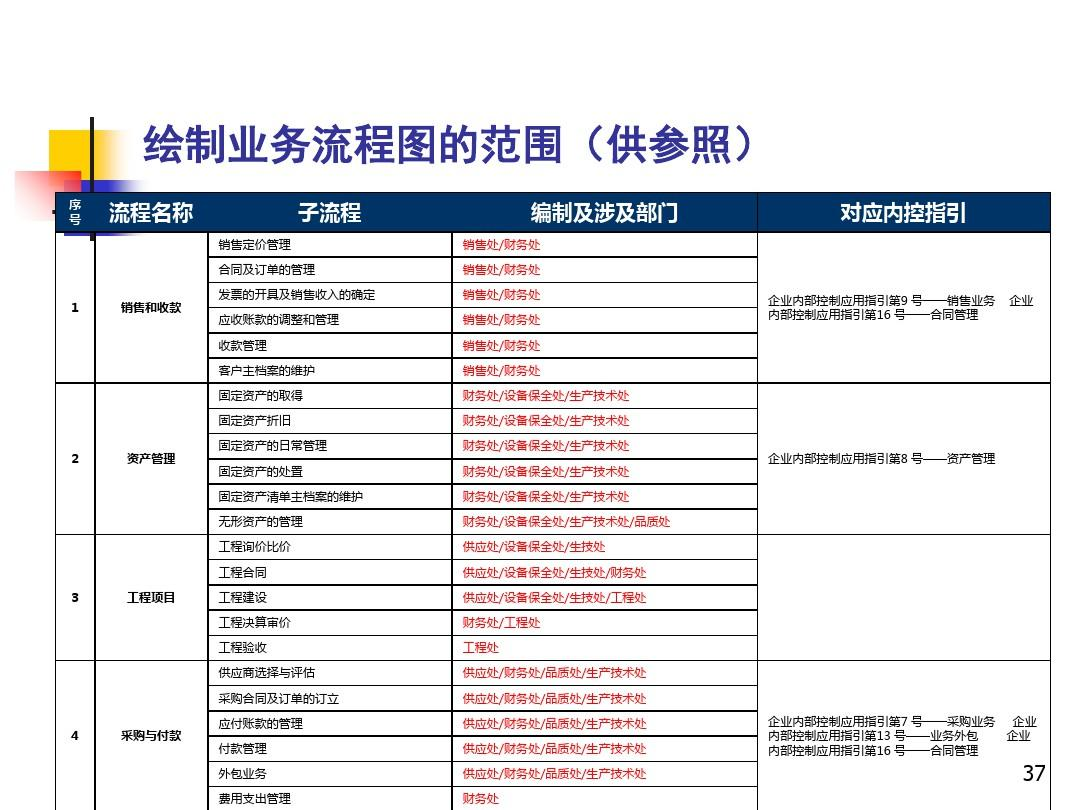 绘制业务流程图的范围（供参照）
序号 流程名称 子流程 编制及涉及部门 对应内控指引
1 销售和收款
销售定价管理 销售处/财务处
合同及订单的管理 销售处/财务处
发票的开具及销售收入的确定 销售处/财务处
应收账款的调整和管理 销售处/财务处
收款管理 销售处/财务处
客户主档案的维护 销售处/财务处
企业内部控制应用指引第9 号——销售业务 企业
内部控制应用指引第16 号——合同管理
2 资产管理
固定资产的取得 财务处/设备保全处/生产技术处
固定资产折旧 财务处/设备保全处/生产技术处
固定资产的日常管理 财务处/设备保全处/生产技术处
固定资产的处置 财务处/设备保全处/生产技术处
固定资产清单主档案的维护 财务处/设备保全处/生产技术处
无形资产的管理 财务处/设备保全处/生产技术处/品质处
企业内部控制应用指引第8 号——资产管理
3 工程项目
工程询价比价 供应处/设备保全处/生技处
工程合同 供应处/设备保全处/生技处/财务处
工程建设 供应处/设备保全处/生技处/工程处
工程决算审价 财务处/工程处
工程验收 工程处
4 采购与付款
供应商选择与评估 供应处/财务处/品质处/生产技术处
采购合同及订单的订立 供应处/财务处/品质处/生产技术处
应付账款的管理 供应处/财务处/品质处/生产技术处
付款管理 供应处/财务处/品质处/生产技术处
外包业务 供应处/财务处/品质处/生产技术处
费用支出管理 财务处
企业内部控制应用指引第7 号——采购业务 企业
内部控制应用指引第13 号——业务外包 企业
内部控制应用指引第16 号——合同管理
37